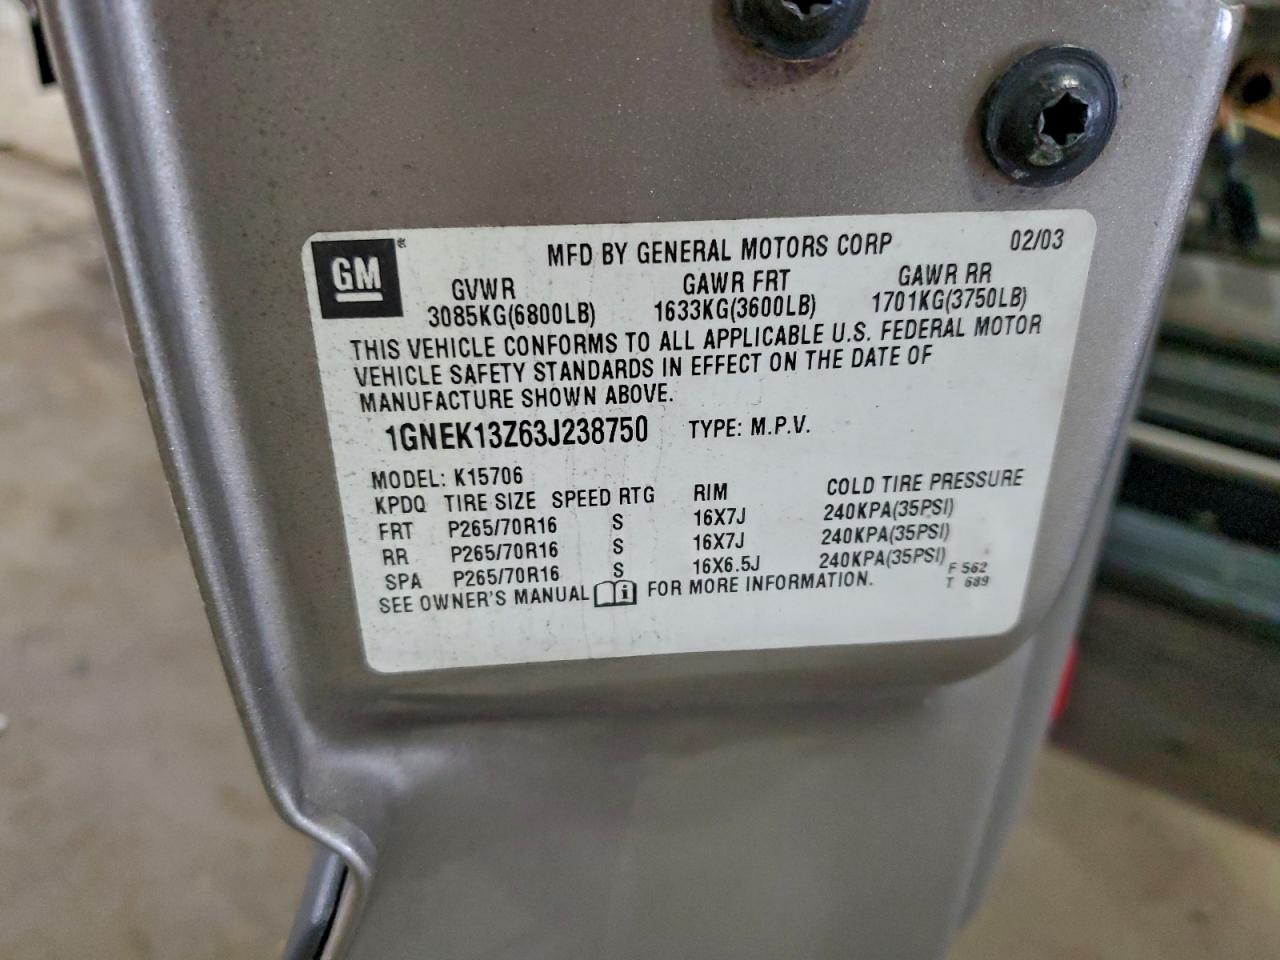 GM®
MFD BY GENERAL MOTORS CORP 02/03
GVWR GAWR FRT GAWR RR
3085KG(6800LB) 1633KG(3600LB) 1701KG(3750LB)
THIS VEHICLE CONFORMS TO ALL APPLICABLE U.S. FEDERAL MOTOR
VEHICLE SAFETY STANDARDS IN EFFECT ON THE DATE OF
MANUFACTURE SHOWN ABOVE.
1GNEK13Z63J238750 TYPE: M.P.V.
MODEL: K15706
KPDQ TIRE SIZE SPEED RTG RIM COLD TIRE PRESSURE
FRT P265/70R16 S 16X7J 240KPA(35PSI)
RR P265/70R16 S 16X7J 240KPA(35PSI)
SPA P265/70R16 S 16X6.5J 240KPA(35PSI)
SEE OWNER'S MANUAL FOR MORE INFORMATION.
F 562
T 689